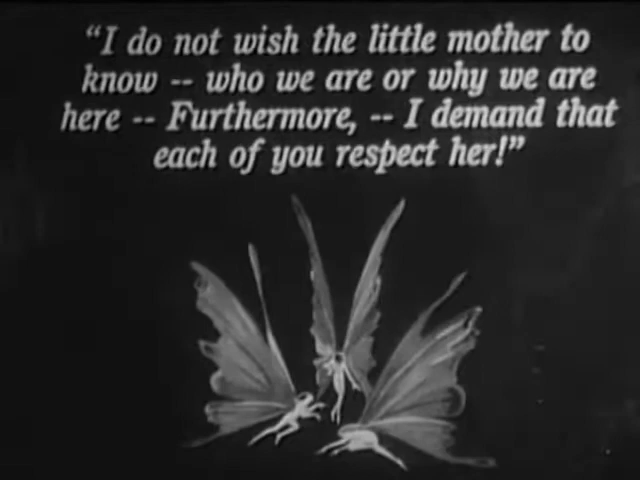 “I do not wish the little mother to
know -- who we are or why we are
here -- Furthermore, -- I demand that
each of you respect her!”